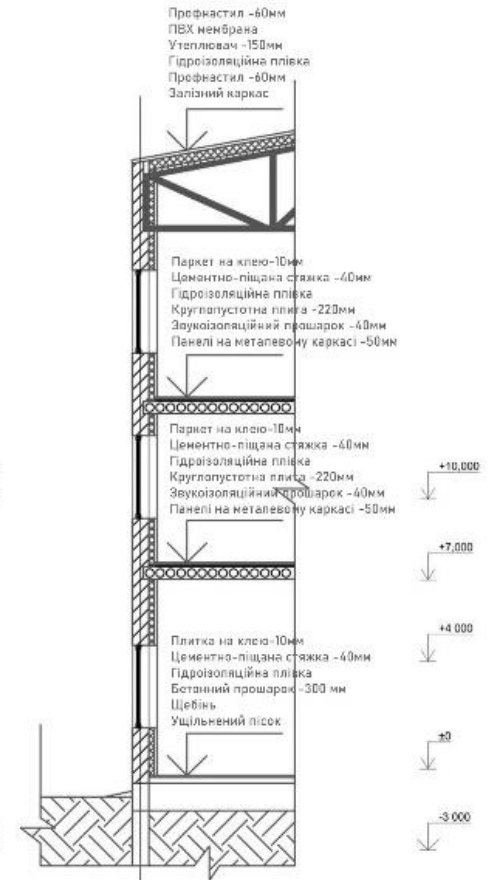 Профнастил -60мм
ПВХ мембрана
Утеплювач -150мм
Гідроізоляційна плівка
Профнастил -60мм
Залізний каркас
Паркет на клею-10мм
Цементно-піщана стяжка -40мм
Гідроізоляційна плівка
Круглопустотна плита -220мм
Звукоізоляційний прошарок -40мм
Панелі на металевому каркасі -50мм
Паркет на клею-10мм
Цементно-піщана стяжка -40мм
Гідроізоляційна плівка
Круглопустотна плита -220мм
Звукоізоляційний прошарок -40мм
Панелі на металевому каркасі -50мм
+10,000
+7,000
+4 000
Плитка на клею-10мм
Цементно-піщана стяжка -40мм
Гідроізоляційна плівка
Бетонний прошарок -300 мм
Щебінь
Ущільнений пісок
±0
-3 000